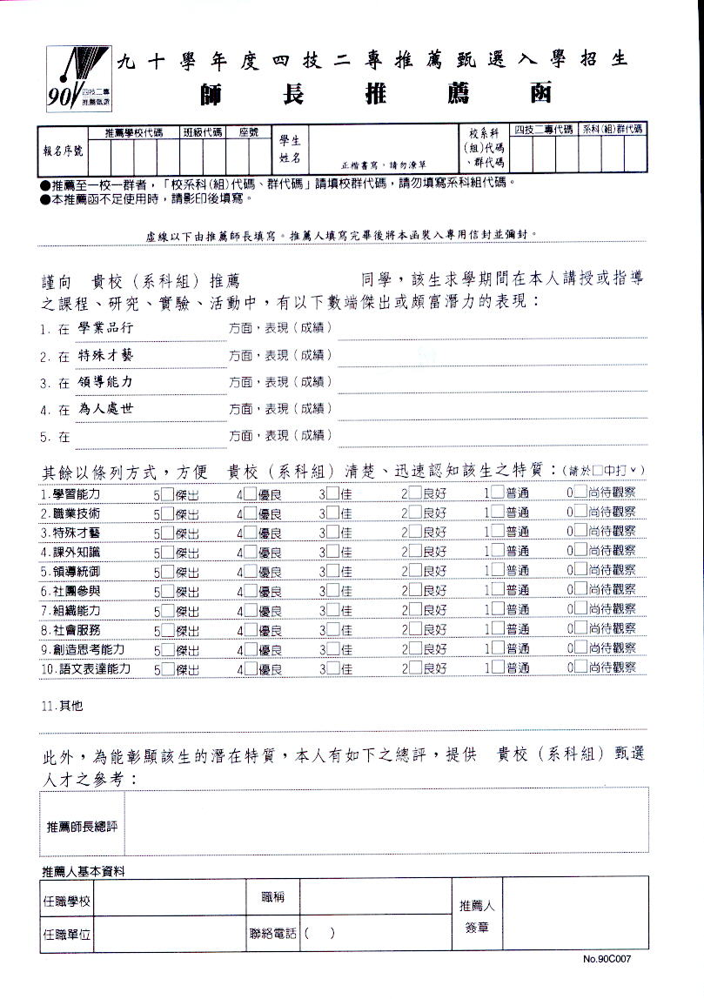 九十學年度四技二專推薦甄選入學招生
90 四技二專
推薦甄選
師長推薦函
報名序號 推薦學校代碼 班級代碼 座號 學生姓名 正楷書寫,請勿潦草 校系科(組)代碼、群代碼 四技二專代碼 系科(組)群代碼
●推薦至一校一群者,「校系科(組)代碼、群代碼」請填校群代碼,請勿填寫系科組代碼。
●本推薦函不足使用時,請影印後填寫。
虛線以下由推薦師長填寫。推薦人填寫完畢後將本函裝入專用信封並彌封。
謹向 貴校(系科組)推薦 同學,該生求學期間在本人講授或指導
之課程、研究、實驗、活動中,有以下數端傑出或頗富潛力的表現:
1. 在 學業品行 方面,表現(成績)
2. 在 特殊才藝 方面,表現(成績)
3. 在 領導能力 方面,表現(成績)
4. 在 為人處世 方面,表現(成績)
5. 在 方面,表現(成績)
其餘以條列方式,方便 貴校(系科組)清楚、迅速認知該生之特質:(請於□中打ˇ)
1.學習能力 5□傑出 4□優良 3□佳 2□良好 1□普通 0□尚待觀察
2.職業技術 5□傑出 4□優良 3□佳 2□良好 1□普通 0□尚待觀察
3.特殊才藝 5□傑出 4□優良 3□佳 2□良好 1□普通 0□尚待觀察
4.課外知識 5□傑出 4□優良 3□佳 2□良好 1□普通 0□尚待觀察
5.領導統御 5□傑出 4□優良 3□佳 2□良好 1□普通 0□尚待觀察
6.社團參與 5□傑出 4□優良 3□佳 2□良好 1□普通 0□尚待觀察
7.組織能力 5□傑出 4□優良 3□佳 2□良好 1□普通 0□尚待觀察
8.社會服務 5□傑出 4□優良 3□佳 2□良好 1□普通 0□尚待觀察
9.創造思考能力 5□傑出 4□優良 3□佳 2□良好 1□普通 0□尚待觀察
10.語文表達能力 5□傑出 4□優良 3□佳 2□良好 1□普通 0□尚待觀察
11.其他
此外,為能彰顯該生的潛在特質,本人有如下之總評,提供 貴校(系科組)甄選
人才之參考:
推薦師長總評
推薦人基本資料
任職學校 職稱 推薦人簽章
任職單位 聯絡電話 ( )
No.90C007